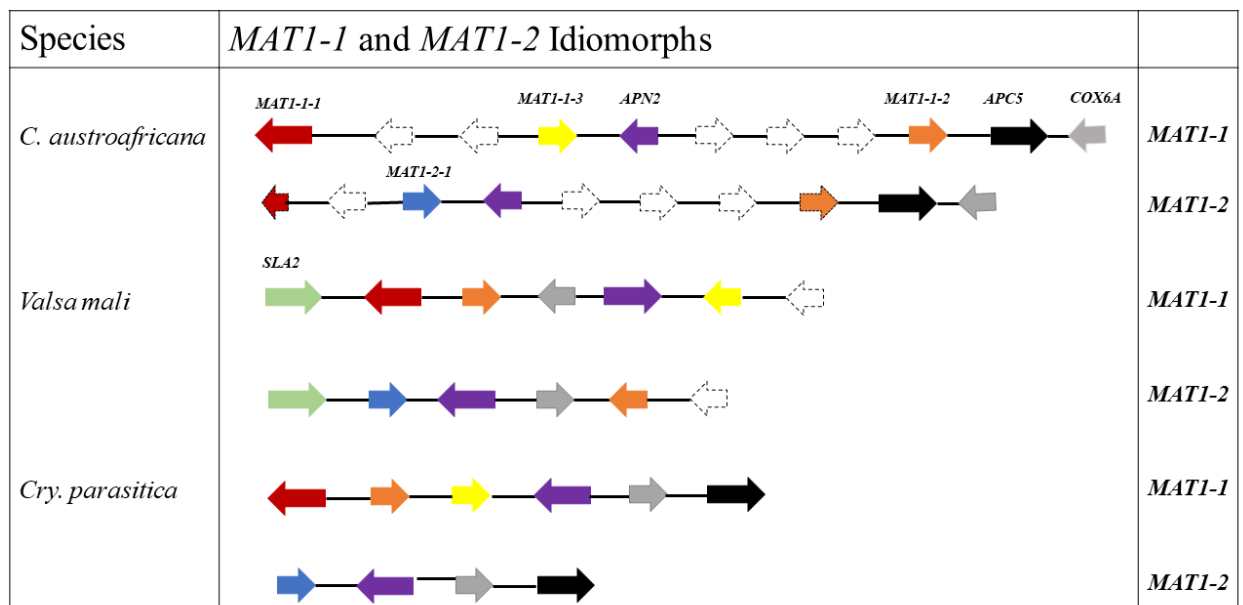 Species
MAT1-1 and MAT1-2 Idiomorphs
MAT1-1-1 MAT1-1-3 APN2 MAT1-1-2 APC5 COX6A
C. austroafricana MAT1-1
MAT1-2-1
MAT1-2
SLA2
Valsa mali MAT1-1
MAT1-2
Cry. parasitica MAT1-1
MAT1-2